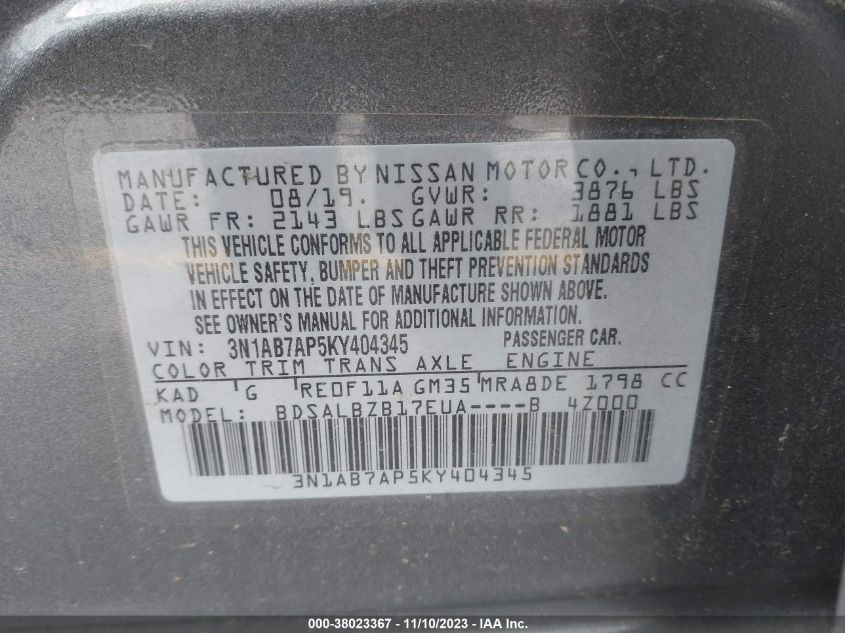 MANUFACTURED BY NISSAN MOTOR CO., LTD.
DATE: 08/19. GVWR: 3876 LBS
GAWR FR: 2143 LBS GAWR RR: 1881 LBS
THIS VEHICLE CONFORMS TO ALL APPLICABLE FEDERAL MOTOR
VEHICLE SAFETY, BUMPER AND THEFT PREVENTION STANDARDS
IN EFFECT ON THE DATE OF MANUFACTURE SHOWN ABOVE.
SEE OWNER'S MANUAL FOR ADDITIONAL INFORMATION.
VIN: 3N1AB7AP5KY404345 PASSENGER CAR.
COLOR TRIM TRANS AXLE ENGINE
KAD G RE0F11A GM35 MRA8DE 1798 CC
MODEL: BDSALBZB17EUA----B 4Z000
3N1AB7AP5KY404345
000-38023367 - 11/10/2023 - IAA Inc.